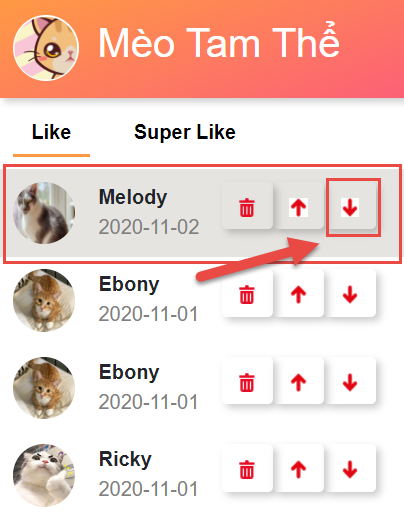 Mèo Tam Thể
Like Super Like
Melody
2020-11-02
Ebony
2020-11-01
Ebony
2020-11-01
Ricky
2020-11-01